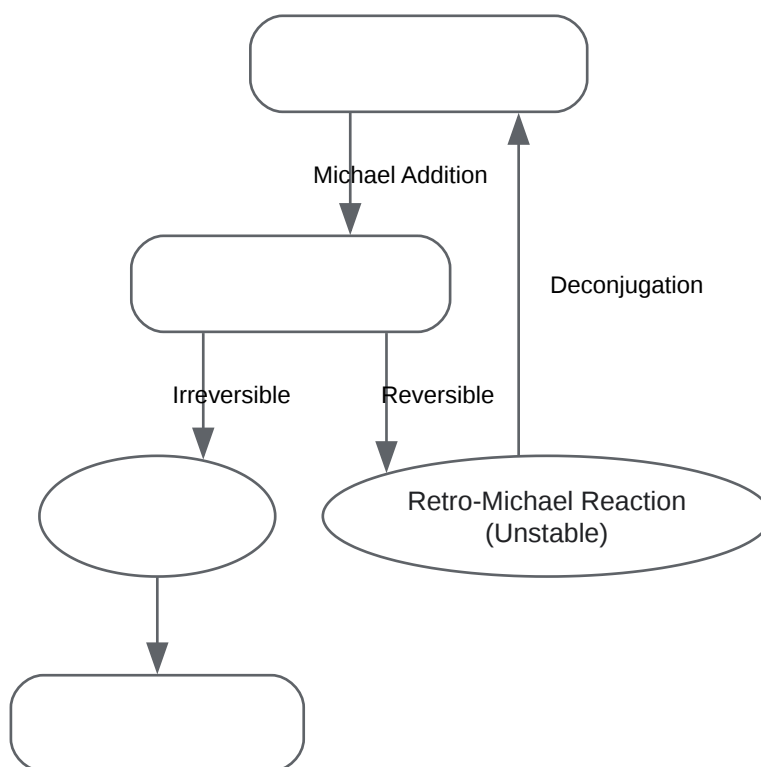 Michael Addition
Deconjugation
Irreversible
Reversible
Retro-Michael Reaction
(Unstable)